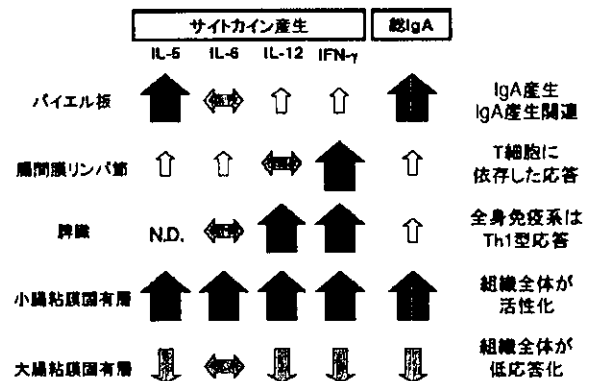 サイトカイン産生 総IgA
IL-5 IL-6 IL-12 IFN-γ
パイエル板
IgA産生
IgA産生関連
腸間膜リンパ節
T細胞に
依存した応答
脾臓 N.D.
全身免疫系は
Th1型応答
小腸粘膜固有層
組織全体が
活性化
大腸粘膜固有層
組織全体が
低応答化